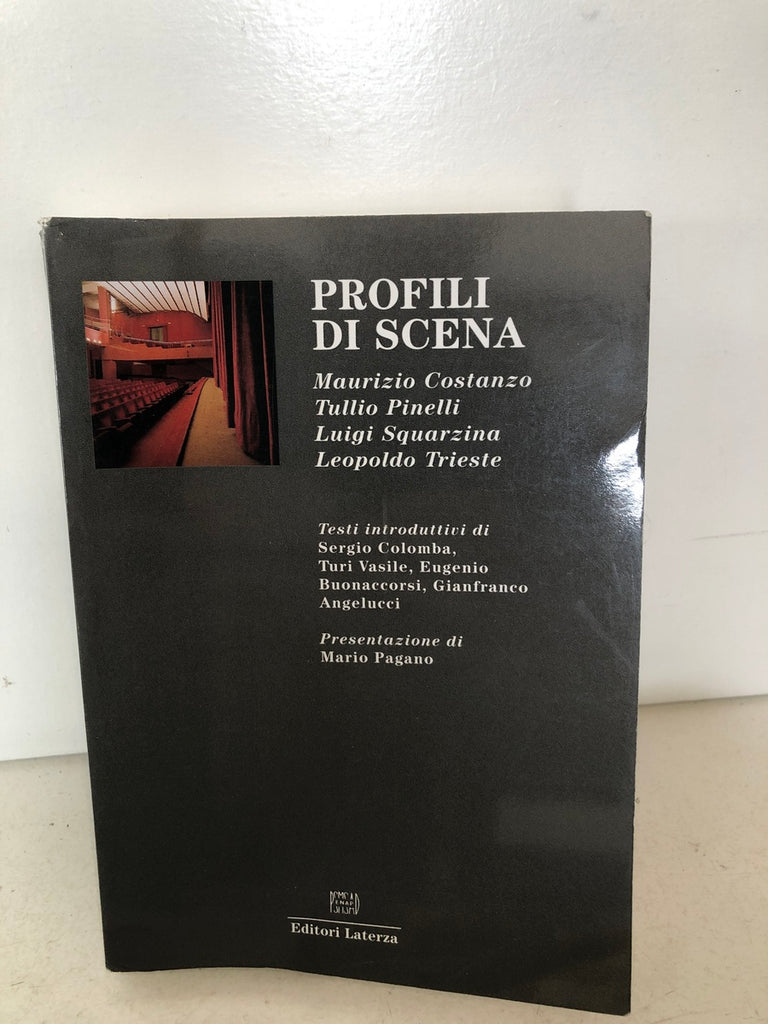 PROFILI
DI SCENA
Maurizio Costanzo
Tullio Pinelli
Luigi Squarzina
Leopoldo Trieste
Testi introduttivi di
Sergio Colomba,
Turi Vasile, Eugenio
Buonaccorsi, Gianfranco
Angelucci
Presentazione di
Mario Pagano
ENAP
Editori Laterza